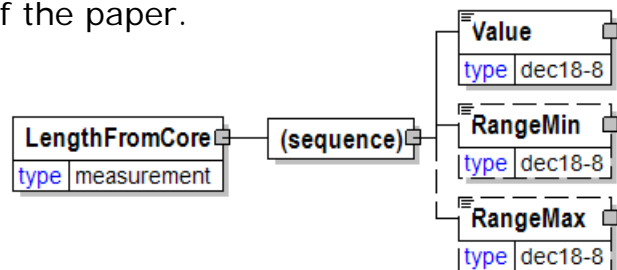 f the paper.
Value
type dec18-8
LengthFromCore
type measurement
(sequence)
RangeMin
type dec18-8
RangeMax
type dec18-8